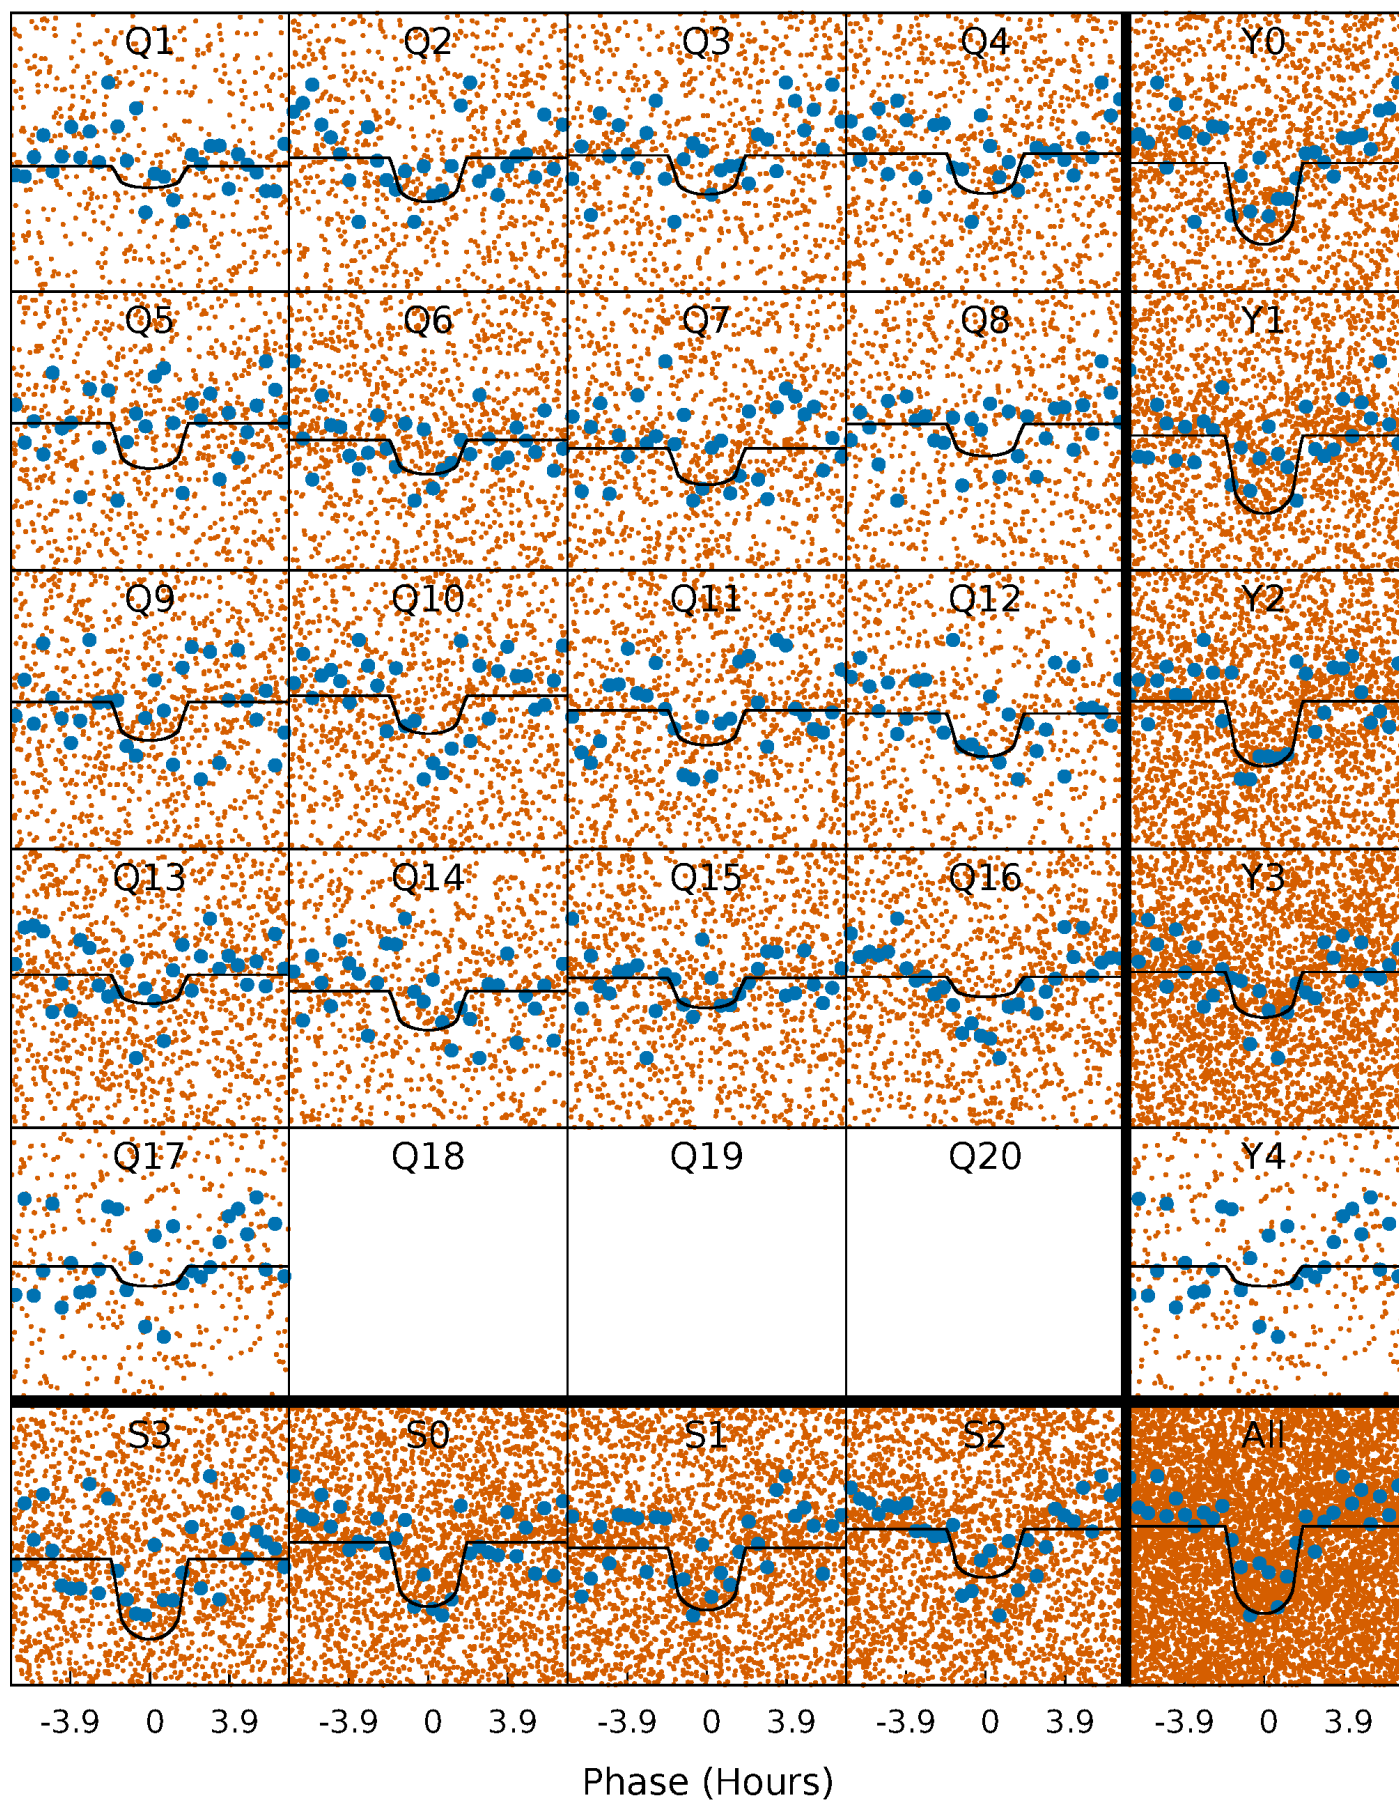 Q1 Q2 Q3 Q4 Y0
Q5 Q6 Q7 Q8 Y1
Q9 Q10 Q11 Q12 Y2
Q13 Q14 Q15 Q16 Y3
Q17 Q18 Q19 Q20 Y4
S3 S0 S1 S2 All
-3.9 0 3.9 -3.9 0 3.9 -3.9 0 3.9 -3.9 0 3.9 -3.9 0 3.9
Phase (Hours)